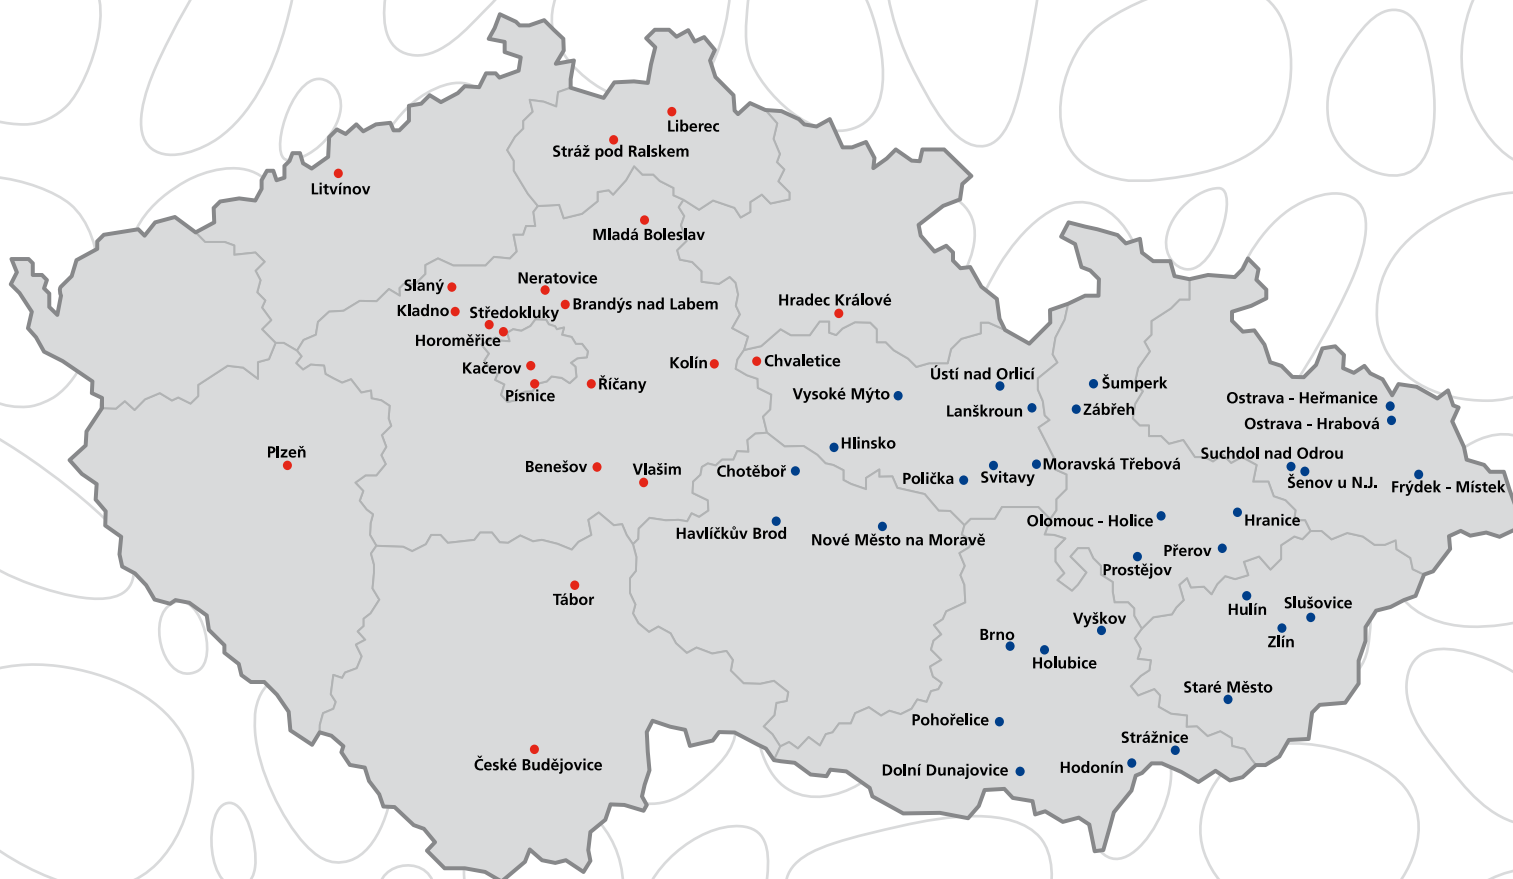 Liberec
Stráž pod Ralskem
Litvínov
Mladá Boleslav
Neratovice
Slaný
Brandýs nad Labem
Hradec Králové
Kladno
Středokluky
Horoměřice
Chvaletice
Kolín
Kačerov
Ústí nad Orlicí
Šumperk
Říčany
Písnice
Vysoké Mýto
Ostrava - Heřmanice
Lanškroun
Zábřeh
Ostrava - Hrabová
Hlinsko
Plzeň
Suchdol nad Odrou
Moravská Třebová
Benešov
Vlašim
Chotěboř
Polička
Svitavy
Šenov u N.J.
Frýdek - Místek
Olomouc - Holice
Hranice
Havlíčkův Brod
Nové Město na Moravě
Přerov
Prostějov
Tábor
Slušovice
Hulín
Vyškov
Brno
Zlín
Holubice
Staré Město
Pohořelice
Strážnice
České Budějovice
Hodonín
Dolní Dunajovice